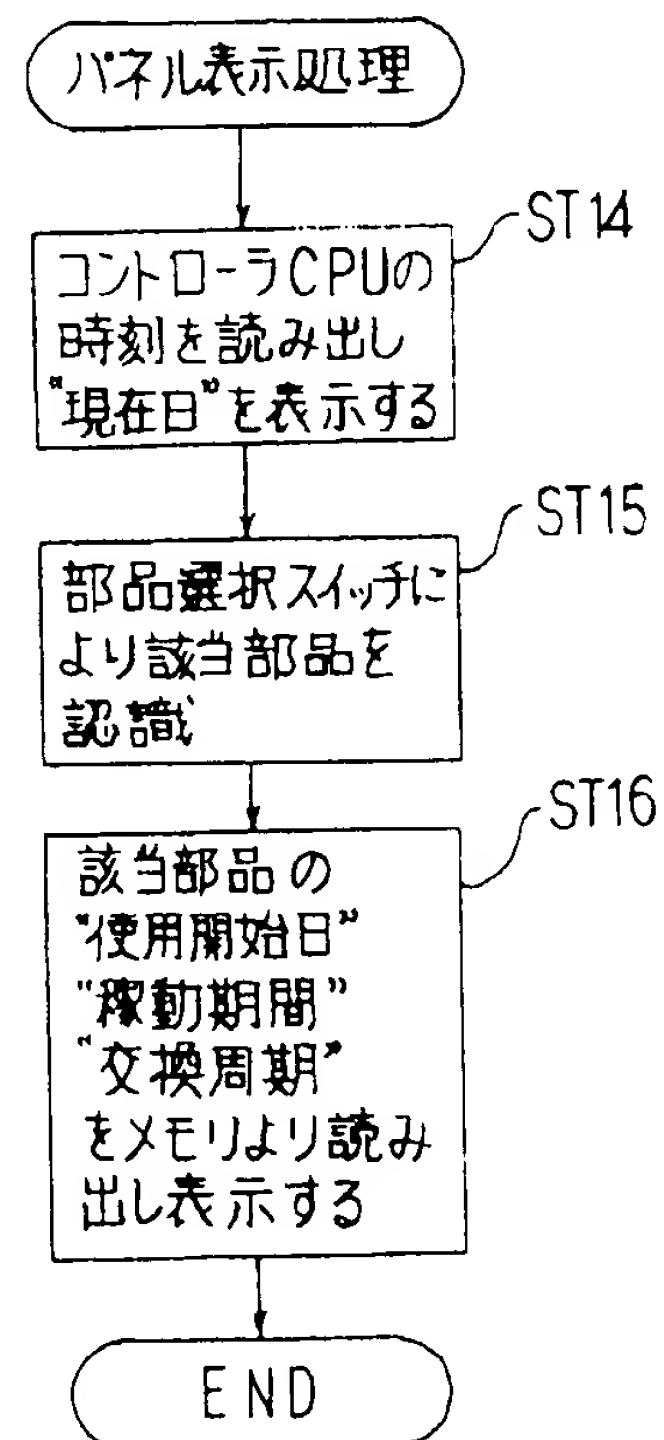 パネル表示処理
ST14
コントローラCPUの
時刻を読み出し
"現在日"を表示する
ST15
部品選択スイッチに
より該当部品を
認識
ST16
該当部品の
"使用開始日"
"稼動期間"
"交換周期"
をメモリより読み
出し表示する
END